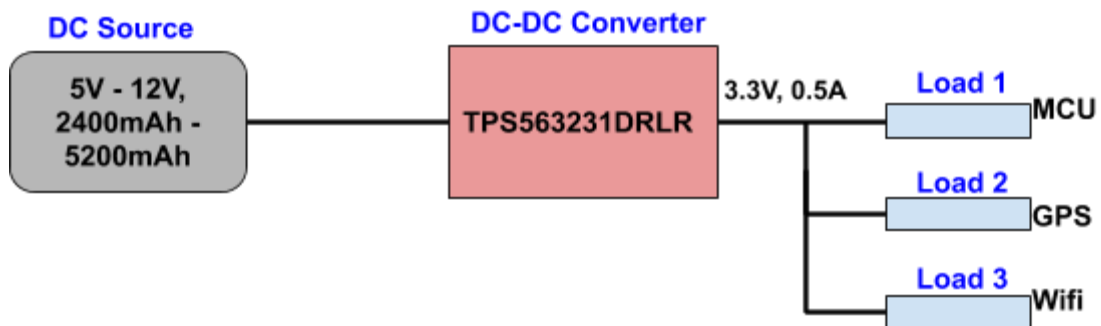 DC Source
5V - 12V,
2400mAh -
5200mAh
DC-DC Converter
TPS563231DRLR
3.3V, 0.5A
Load 1
MCU
Load 2
GPS
Load 3
Wifi